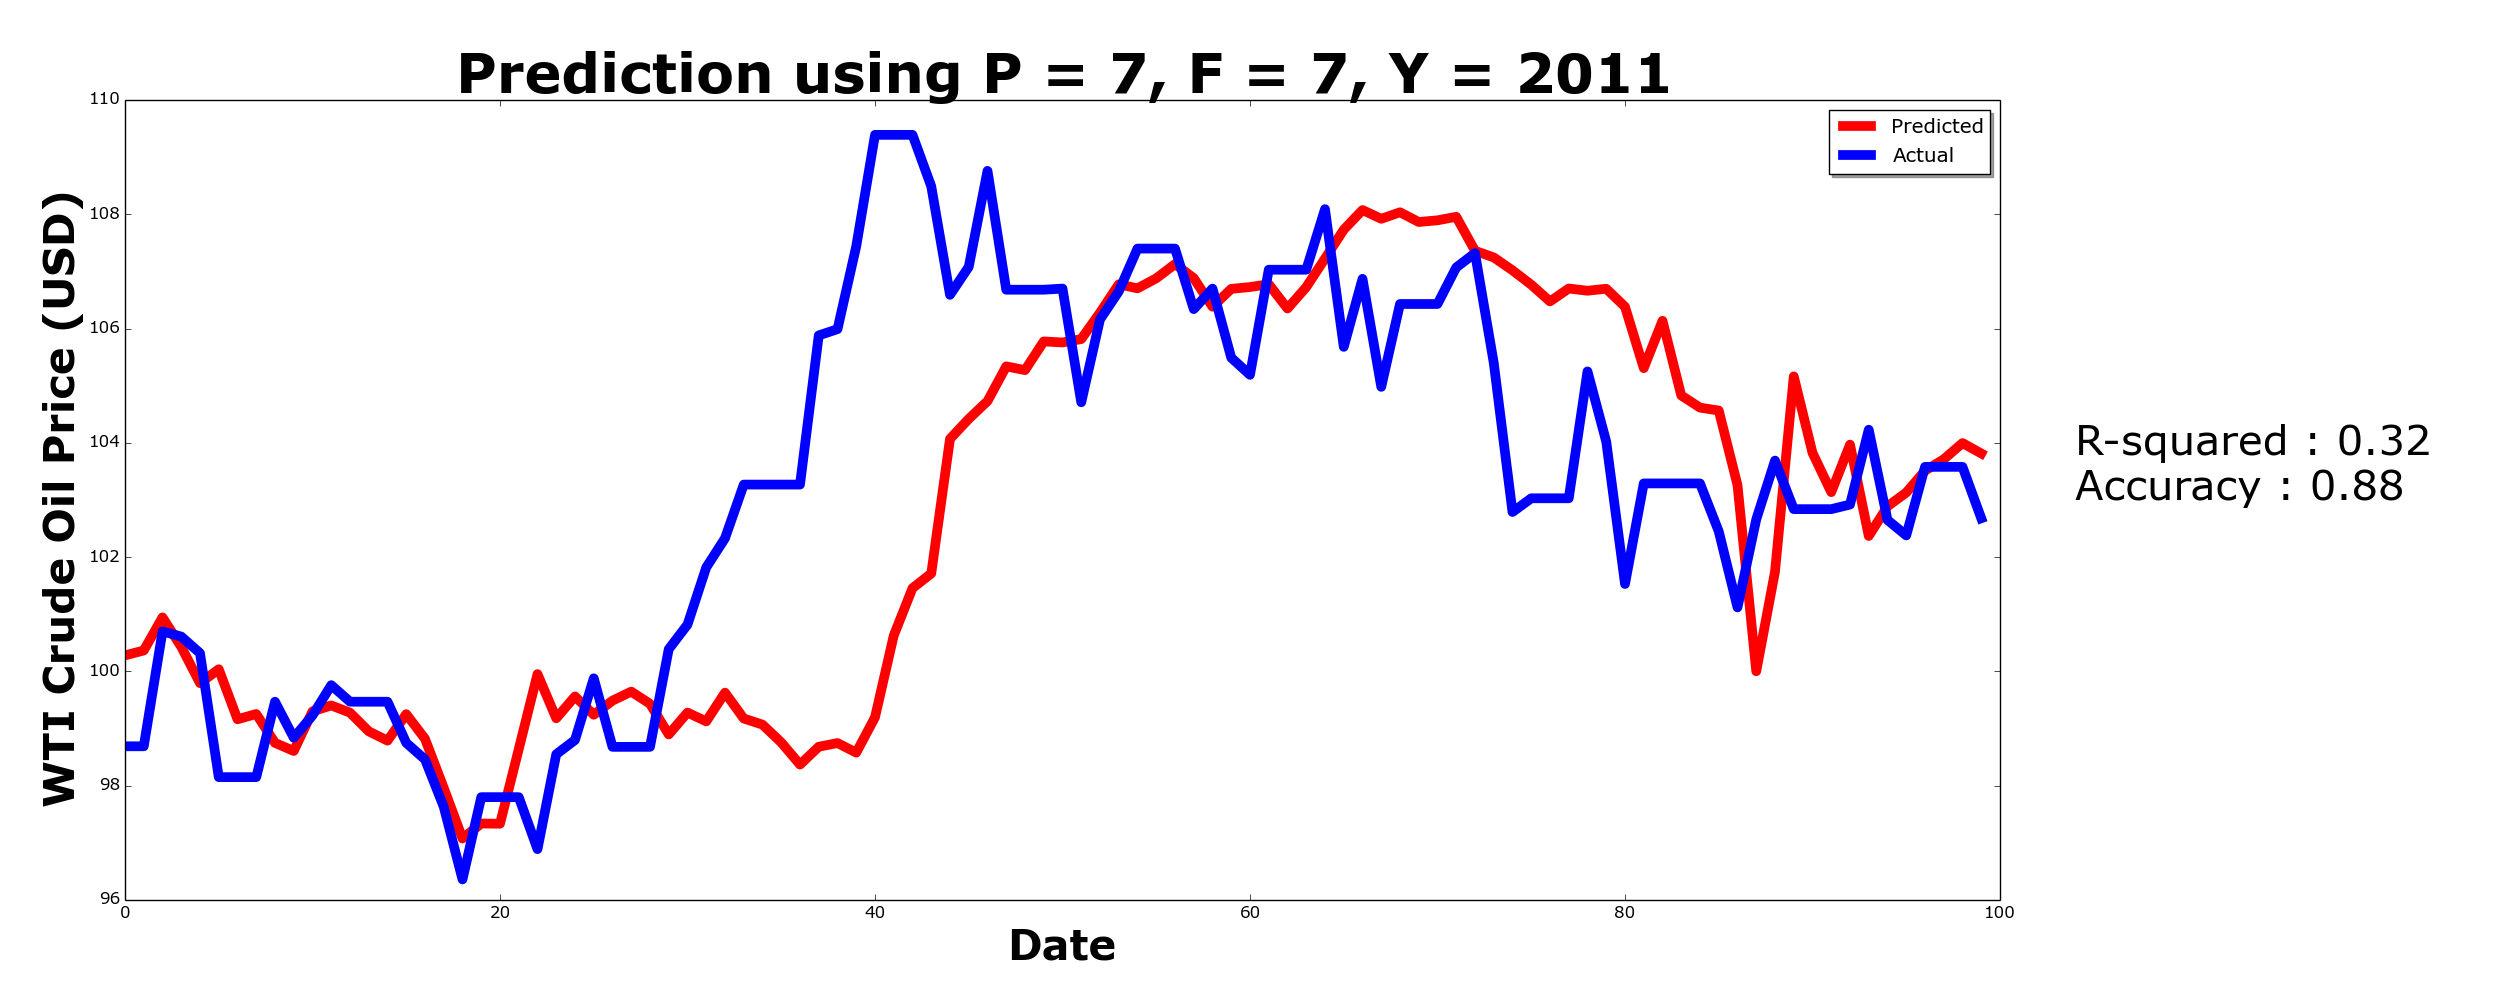 Prediction using P = 7, F = 7, Y = 2011
110
108
106
104
102
100
98
96
WTI Crude Oil Price (USD)
Predicted
Actual
R-squared : 0.32
Accuracy : 0.88
0 20 40 60 80 100
Date